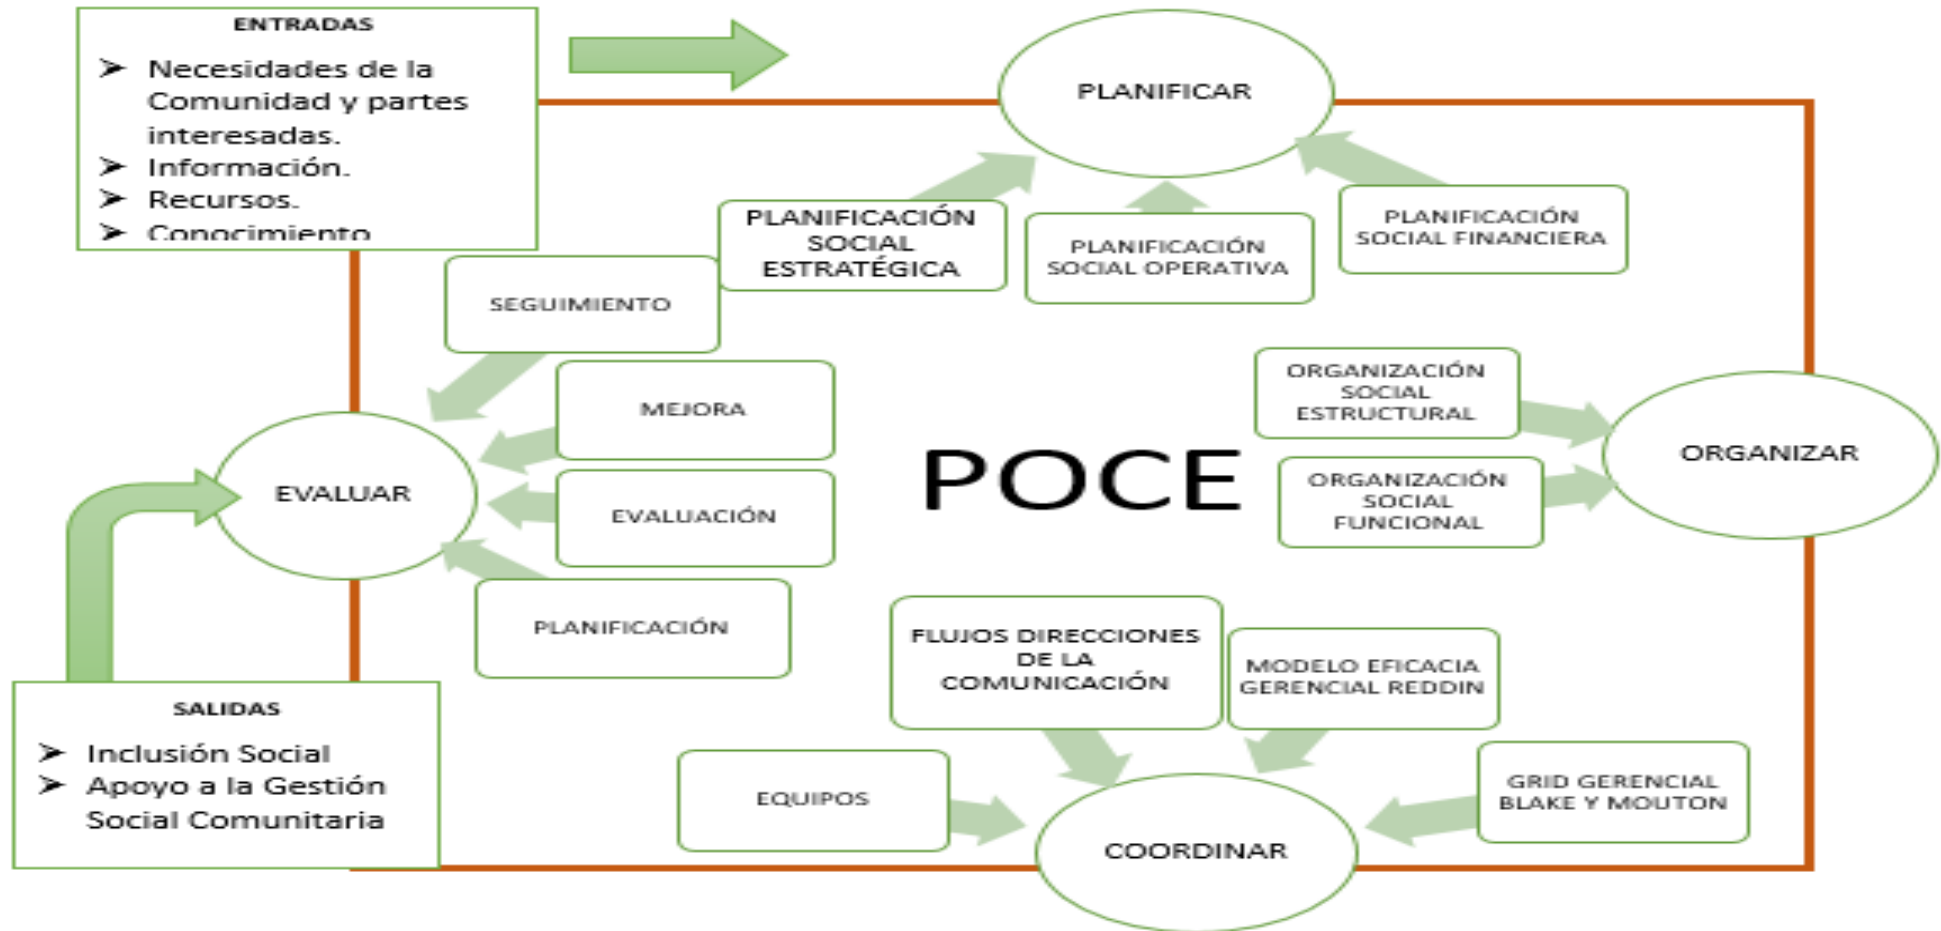 ENTRADAS
➤ Necesidades de la
Comunidad y partes
interesadas.
➤ Información.
➤ Recursos.
➤ Conocimiento
PLANIFICAR
PLANIFICACIÓN
SOCIAL
ESTRATÉGICA
PLANIFICACIÓN
SOCIAL OPERATIVA
PLANIFICACIÓN
SOCIAL FINANCIERA
SEGUIMIENTO
MEJORA
EVALUACIÓN
PLANIFICACIÓN
EVALUAR
POCE
ORGANIZACIÓN
SOCIAL
ESTRUCTURAL
ORGANIZACIÓN
SOCIAL
FUNCIONAL
ORGANIZAR
FLUJOS DIRECCIONES
DE LA
COMUNICACIÓN
MODELO EFICACIA
GERENCIAL REDDIN
EQUIPOS
GRID GERENCIAL
BLAKE Y MOUTON
COORDINAR
SALIDAS
➤ Inclusión Social
➤ Apoyo a la Gestión
Social Comunitaria